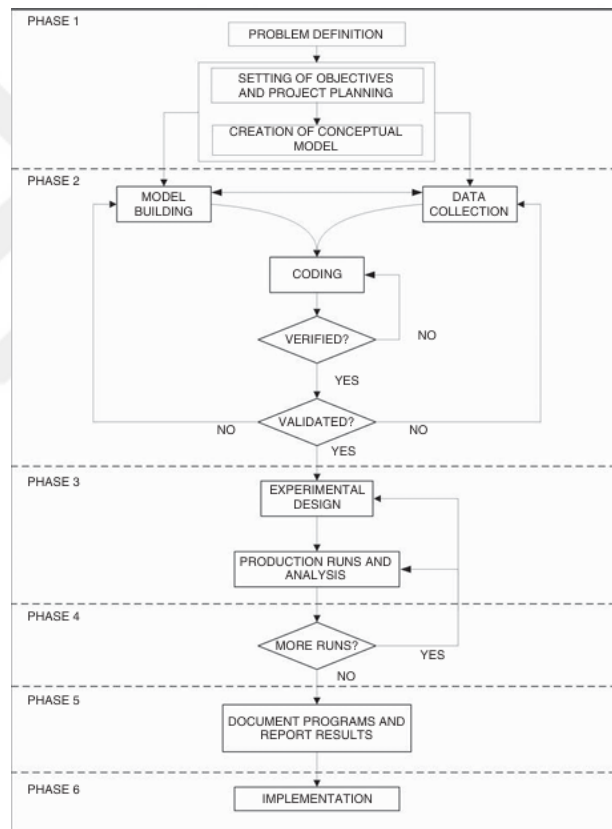 PHASE 1
PROBLEM DEFINITION
SETTING OF OBJECTIVES
AND PROJECT PLANNING
CREATION OF CONCEPTUAL
MODEL
PHASE 2
MODEL
BUILDING
DATA
COLLECTION
CODING
VERIFIED?
NO
YES
VALIDATED?
NO
NO
YES
PHASE 3
EXPERIMENTAL
DESIGN
PRODUCTION RUNS AND
ANALYSIS
PHASE 4
MORE RUNS?
YES
NO
PHASE 5
DOCUMENT PROGRAMS AND
REPORT RESULTS
PHASE 6
IMPLEMENTATION